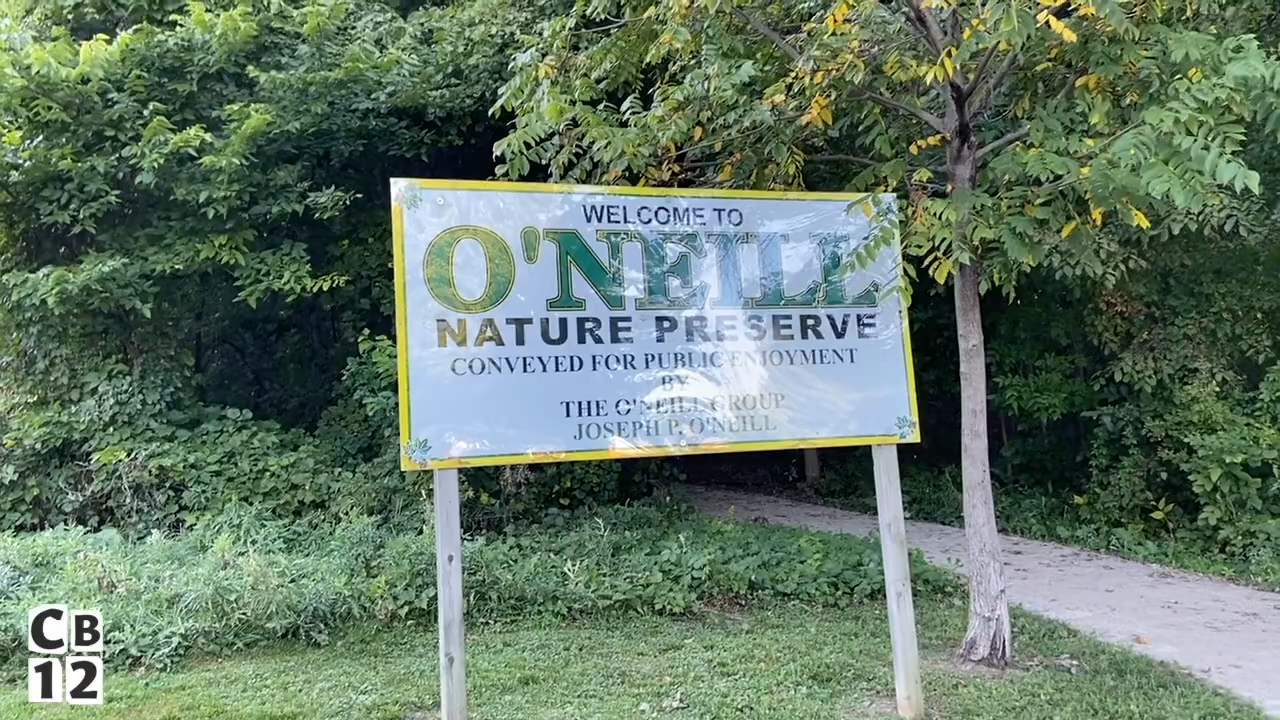 WELCOME TO
O'NEILL
NATURE PRESERVE
CONVEYED FOR PUBLIC ENJOYMENT
BY
THE O'NEILL GROUP
JOSEPH P. O'NEILL
CB
12